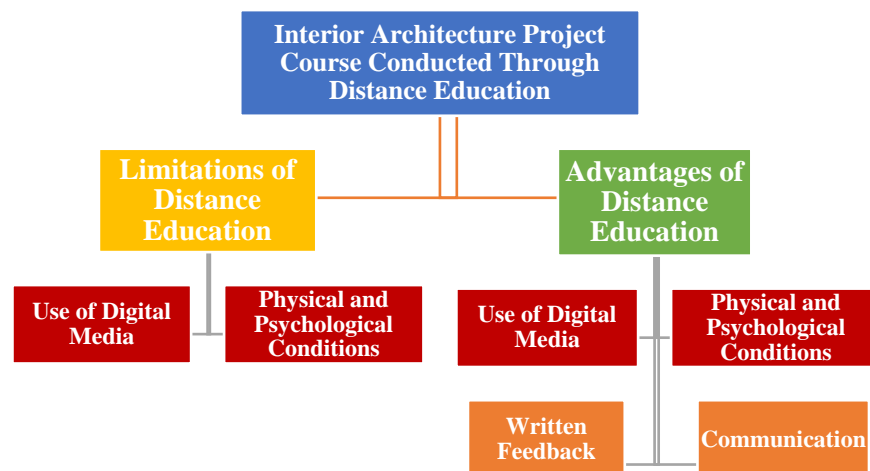 Interior Architecture Project
Course Conducted Through
Distance Education
Limitations of
Distance
Education
Advantages of
Distance
Education
Use of Digital
Media
Physical and
Psychological
Conditions
Use of Digital
Media
Physical and
Psychological
Conditions
Written
Feedback
Communication